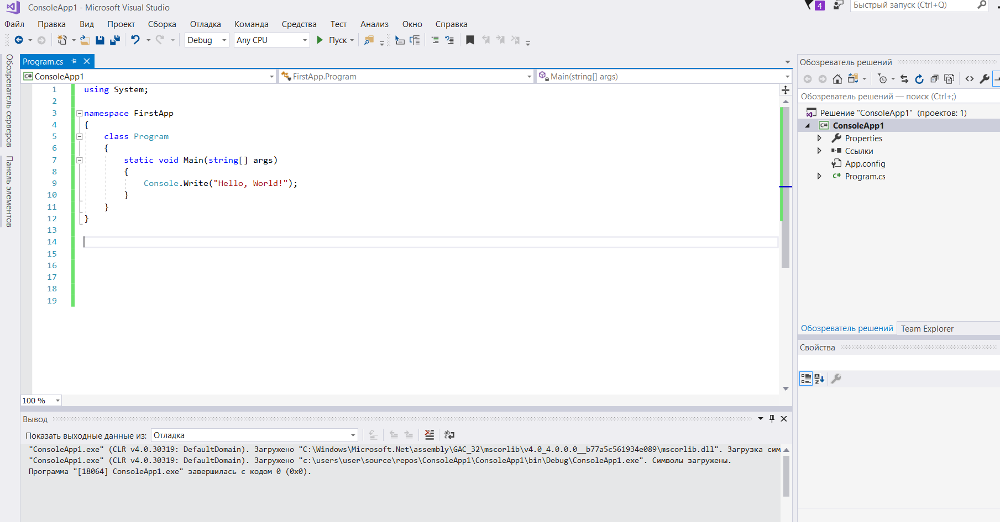 ConsoleApp1 - Microsoft Visual Studio
4
Быстрый запуск (Ctrl+Q)
Файл Правка Вид Проект Сборка Отладка Команда Средства Тест Анализ Окно Справка
Debug Any CPU Пуск
Обозреватель серверов
Панель элементов
Program.cs
C# ConsoleApp1 FirstApp.Program Main(string[] args)
1 using System;
2
3 namespace FirstApp
4 {
5 class Program
6 {
7 static void Main(string[] args)
8 {
9 Console.Write("Hello, World!");
10 }
11 }
12 }
13
14
15
16
17
18
19
100 %
Обозреватель решений
Обозреватель решений — поиск (Ctrl+;)
Решение "ConsoleApp1" (проектов: 1)
C# ConsoleApp1
Properties
Ссылки
App.config
C# Program.cs
Обозреватель решений Team Explorer
Свойства
Вывод
Показать выходные данные из: Отладка
"ConsoleApp1.exe" (CLR v4.0.30319: DefaultDomain). Загружено "C:\Windows\Microsoft.Net\assembly\GAC_32\mscorlib\v4.0_4.0.0.0__b77a5c561934e089\mscorlib.dll". Загрузка сим
"ConsoleApp1.exe" (CLR v4.0.30319: DefaultDomain). Загружено "c:\users\user\source\repos\ConsoleApp1\ConsoleApp1\bin\Debug\ConsoleApp1.exe". Символы загружены.
Программа "[18064] ConsoleApp1.exe" завершилась с кодом 0 (0x0).